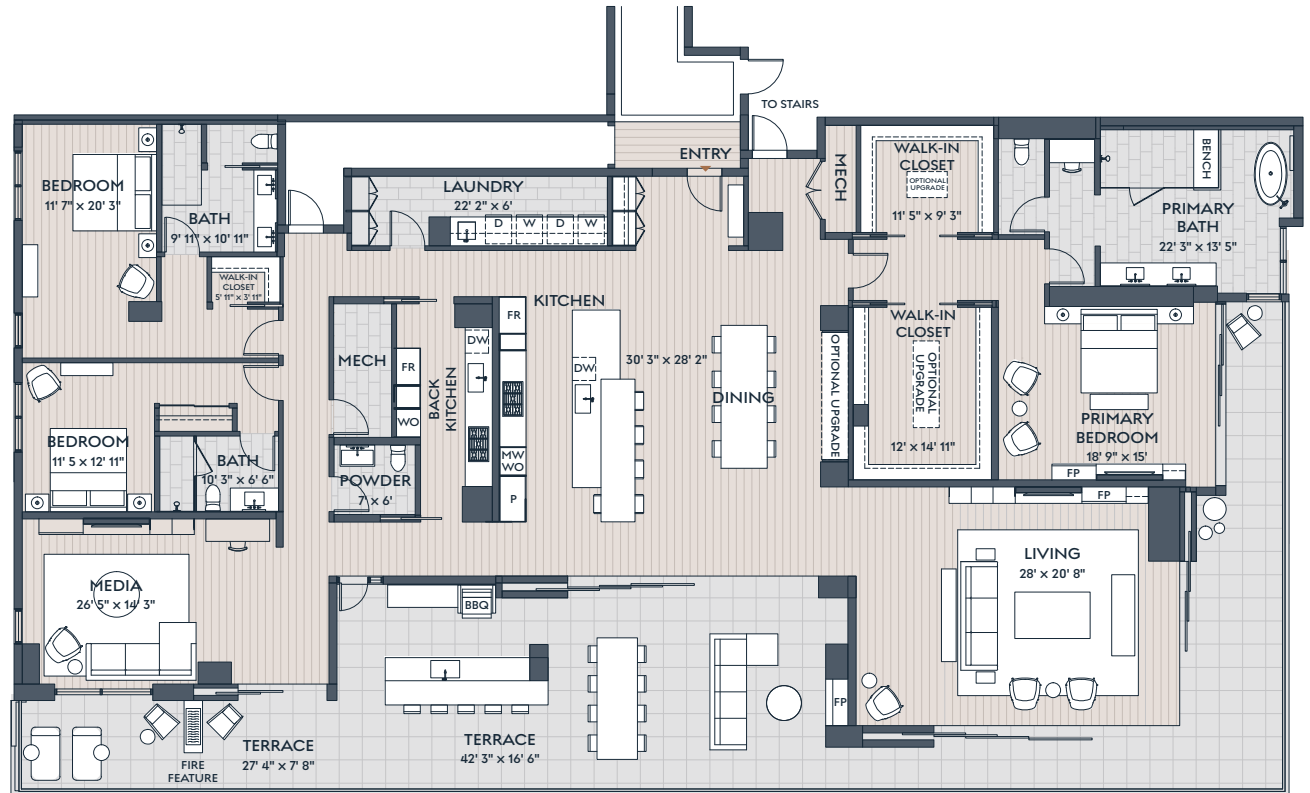 TO STAIRS
ENTRY
BEDROOM
11' 7" x 20' 3"
BATH
9' 11" x 10' 11"
WALK-IN
CLOSET
5' 11" x 3' 11"
LAUNDRY
22' 2" x 6'
D
W
D
W
MECH
WALK-IN
CLOSET
OPTIONAL
UPGRADE
11' 5" x 9' 3"
BENCH
PRIMARY
BATH
22' 3" x 13' 5"
KITCHEN
30' 3" x 28' 2"
FR
DW
DW
MECH
FR
WO
BACK
KITCHEN
MW
WO
P
DINING
OPTIONAL UPGRADE
WALK-IN
CLOSET
OPTIONAL
UPGRADE
12' x 14' 11"
PRIMARY
BEDROOM
18' 9" x 15'
FP
FP
BEDROOM
11' 5 x 12' 11"
BATH
10' 3" x 6' 6"
POWDER
7' x 6'
MEDIA
26' 5" x 14' 3"
LIVING
28' x 20' 8"
BBQ
FP
TERRACE
27' 4" x 7' 8"
FIRE
FEATURE
TERRACE
42' 3" x 16' 6"